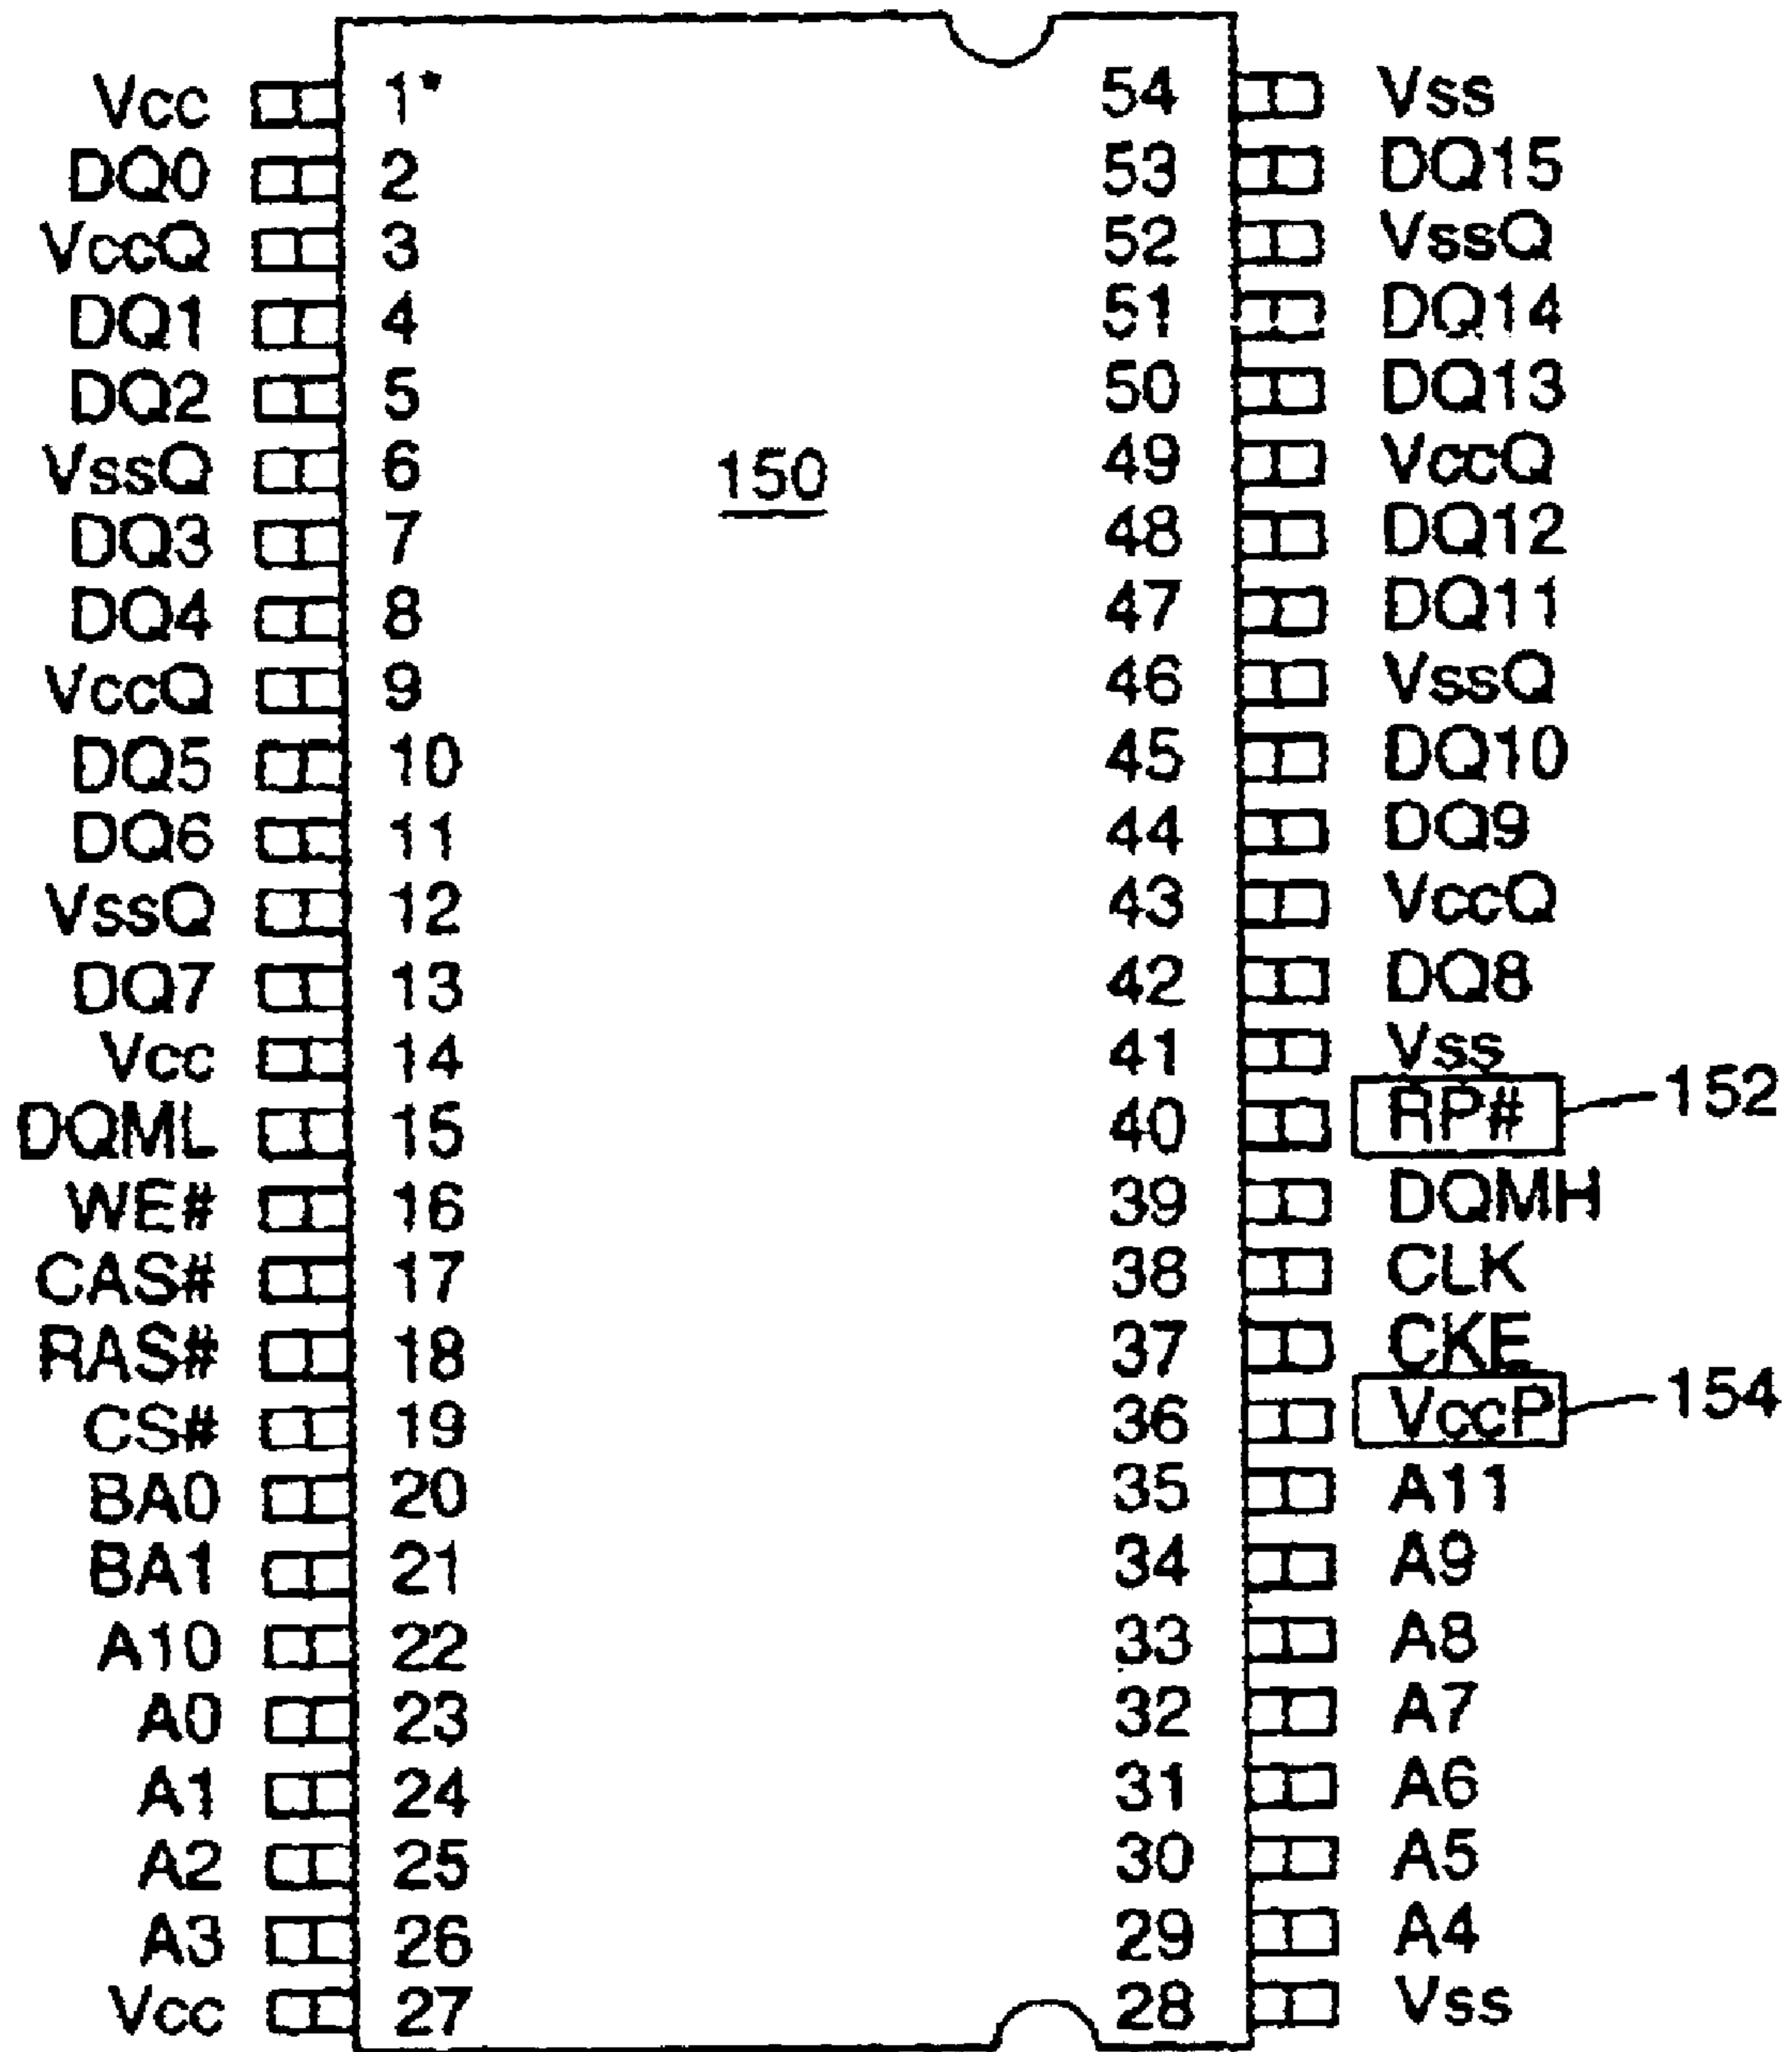 Vcc 1* 54 Vss
DQ0 2 53 DQ15
VccQ 3 52 VssQ
DQ1 4 51 DQ14
DQ2 5 50 DQ13
VssQ 6 150 49 VccQ
DQ3 7 48 DQ12
DQ4 8 47 DQ11
VccQ 9 46 VssQ
DQ5 10 45 DQ10
DQ6 11 44 DQ9
VssQ 12 43 VccQ
DQ7 13 42 DQ8
Vcc 14 41 Vss
DQML 15 40 RP# 152
WE# 16 39 DQMH
CAS# 17 38 CLK
RAS# 18 37 CKE
CS# 19 36 VccP 154
BA0 20 35 A11
BA1 21 34 A9
A10 22 33 A8
A0 23 32 A7
A1 24 31 A6
A2 25 30 A5
A3 26 29 A4
Vcc 27 28 Vss